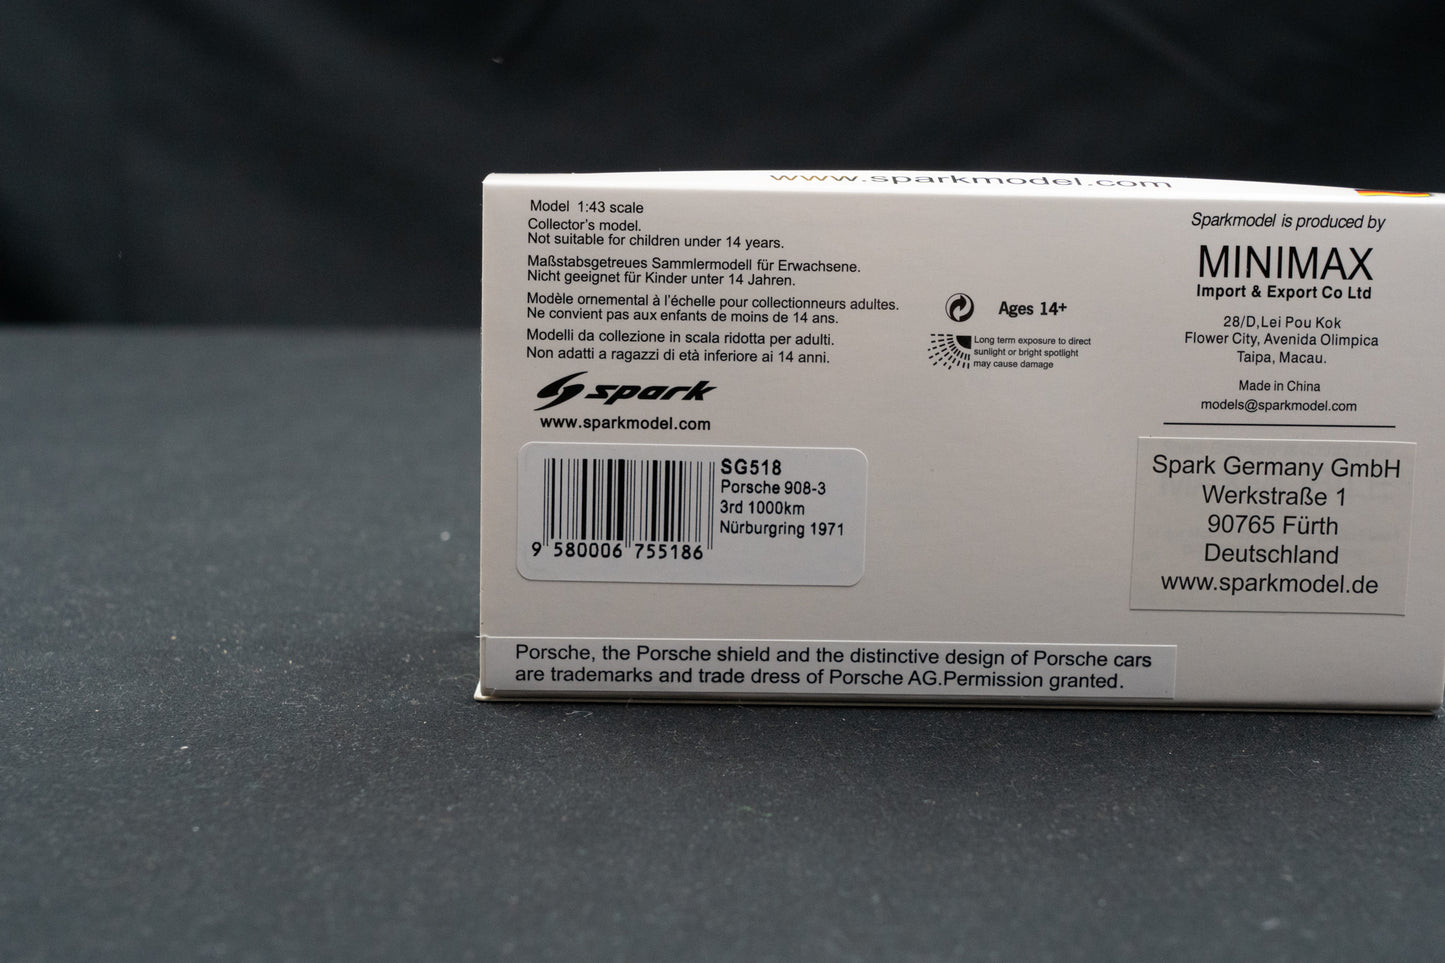 www.sparkmodel.com
Model 1:43 scale
Collector's model.
Not suitable for children under 14 years.
Maßstabsgetreues Sammlermodell für Erwachsene.
Nicht geeignet für Kinder unter 14 Jahren.
Modèle ornemental à l'échelle pour collectionneurs adultes.
Ne convient pas aux enfants de moins de 14 ans.
Modelli da collezione in scala ridotta per adulti.
Non adatti a ragazzi di età inferiore ai 14 anni.
spark
www.sparkmodel.com
SG518
Porsche 908-3
3rd 1000km
Nürburgring 1971
9 580006 755186
Ages 14+
Long term exposure to direct
sunlight or bright spotlight
may cause damage
Sparkmodel is produced by
MINIMAX
Import & Export Co Ltd
28/D,Lei Pou Kok
Flower City, Avenida Olimpica
Taipa, Macau.
Made in China
models@sparkmodel.com
Spark Germany GmbH
Werkstraße 1
90765 Fürth
Deutschland
www.sparkmodel.de
Porsche, the Porsche shield and the distinctive design of Porsche cars
are trademarks and trade dress of Porsche AG.Permission granted.